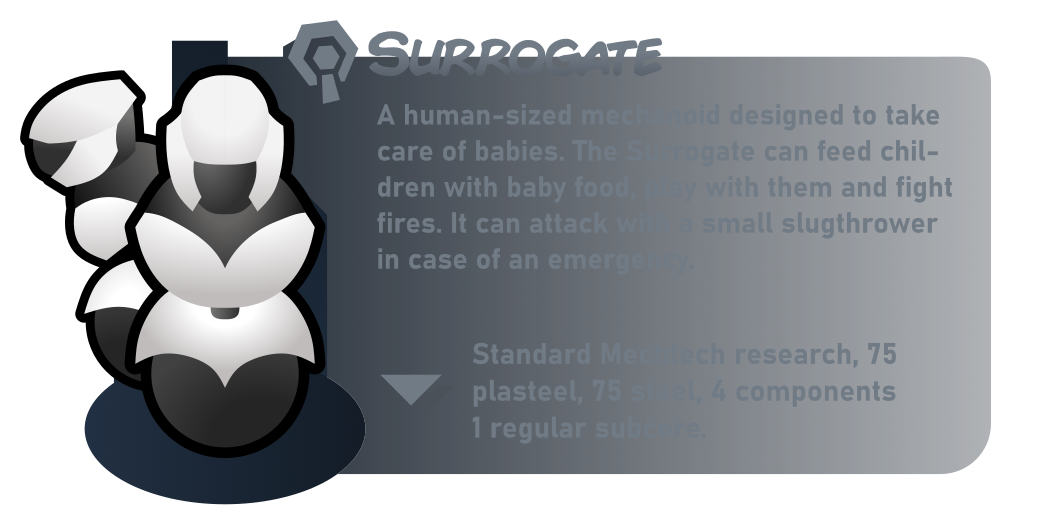 SURROGATE
A human-sized mechanoid designed to take
care of babies. The Surrogate can feed chil-
dren with baby food, play with them and fight
fires. It can attack with a small slugthrower
in case of an emergency.
Standard Mechtech research, 75
plasteel, 75 steel, 4 components
1 regular subcore.